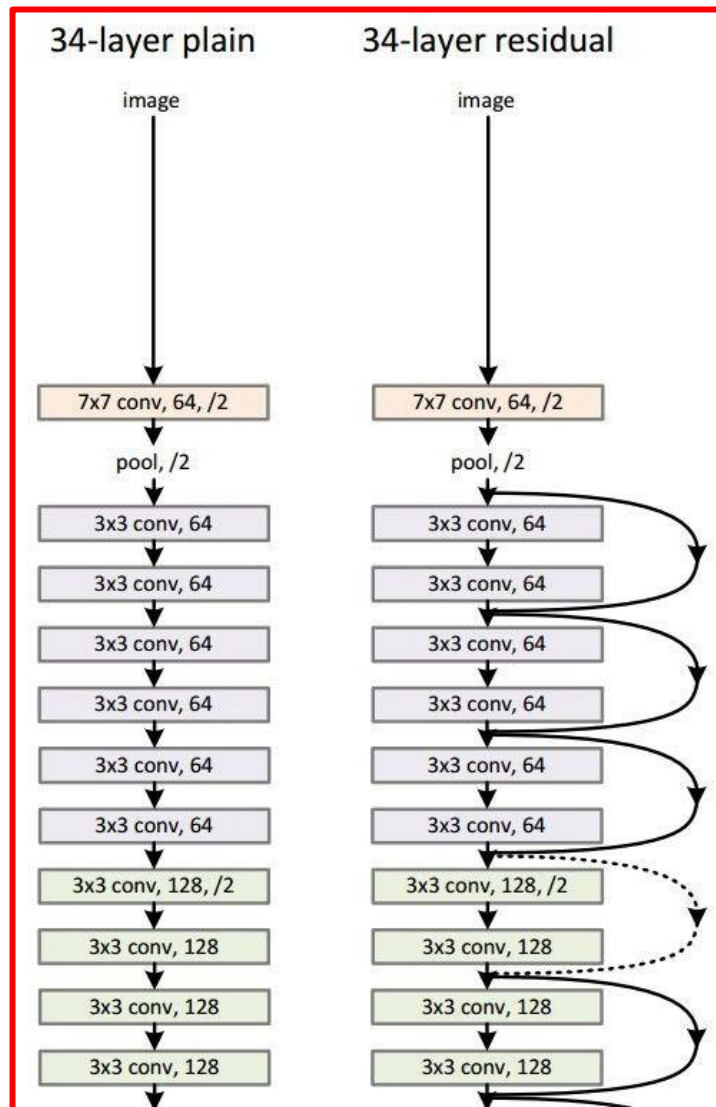 34-layer plain
image
7x7 conv, 64, /2
pool, /2
3x3 conv, 64
3x3 conv, 64
3x3 conv, 64
3x3 conv, 64
3x3 conv, 64
3x3 conv, 64
3x3 conv, 128, /2
3x3 conv, 128
3x3 conv, 128
3x3 conv, 128
34-layer residual
image
7x7 conv, 64, /2
pool, /2
3x3 conv, 64
3x3 conv, 64
3x3 conv, 64
3x3 conv, 64
3x3 conv, 64
3x3 conv, 64
3x3 conv, 128, /2
3x3 conv, 128
3x3 conv, 128
3x3 conv, 128